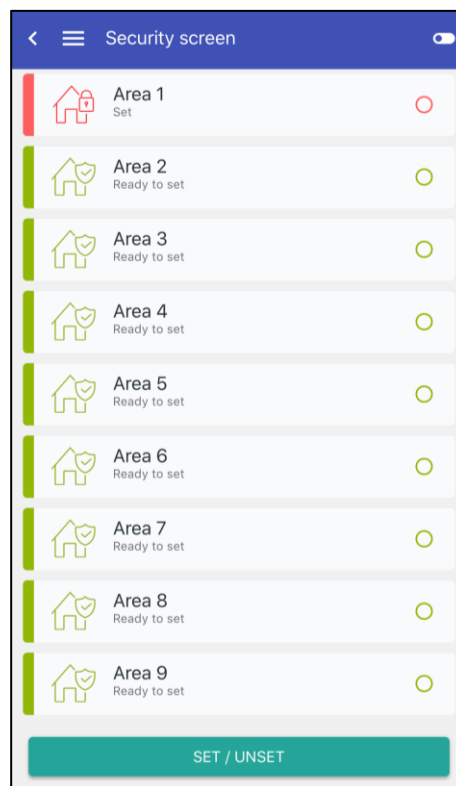 Security screen
Area 1
Set
Area 2
Ready to set
Area 3
Ready to set
Area 4
Ready to set
Area 5
Ready to set
Area 6
Ready to set
Area 7
Ready to set
Area 8
Ready to set
Area 9
Ready to set
SET / UNSET